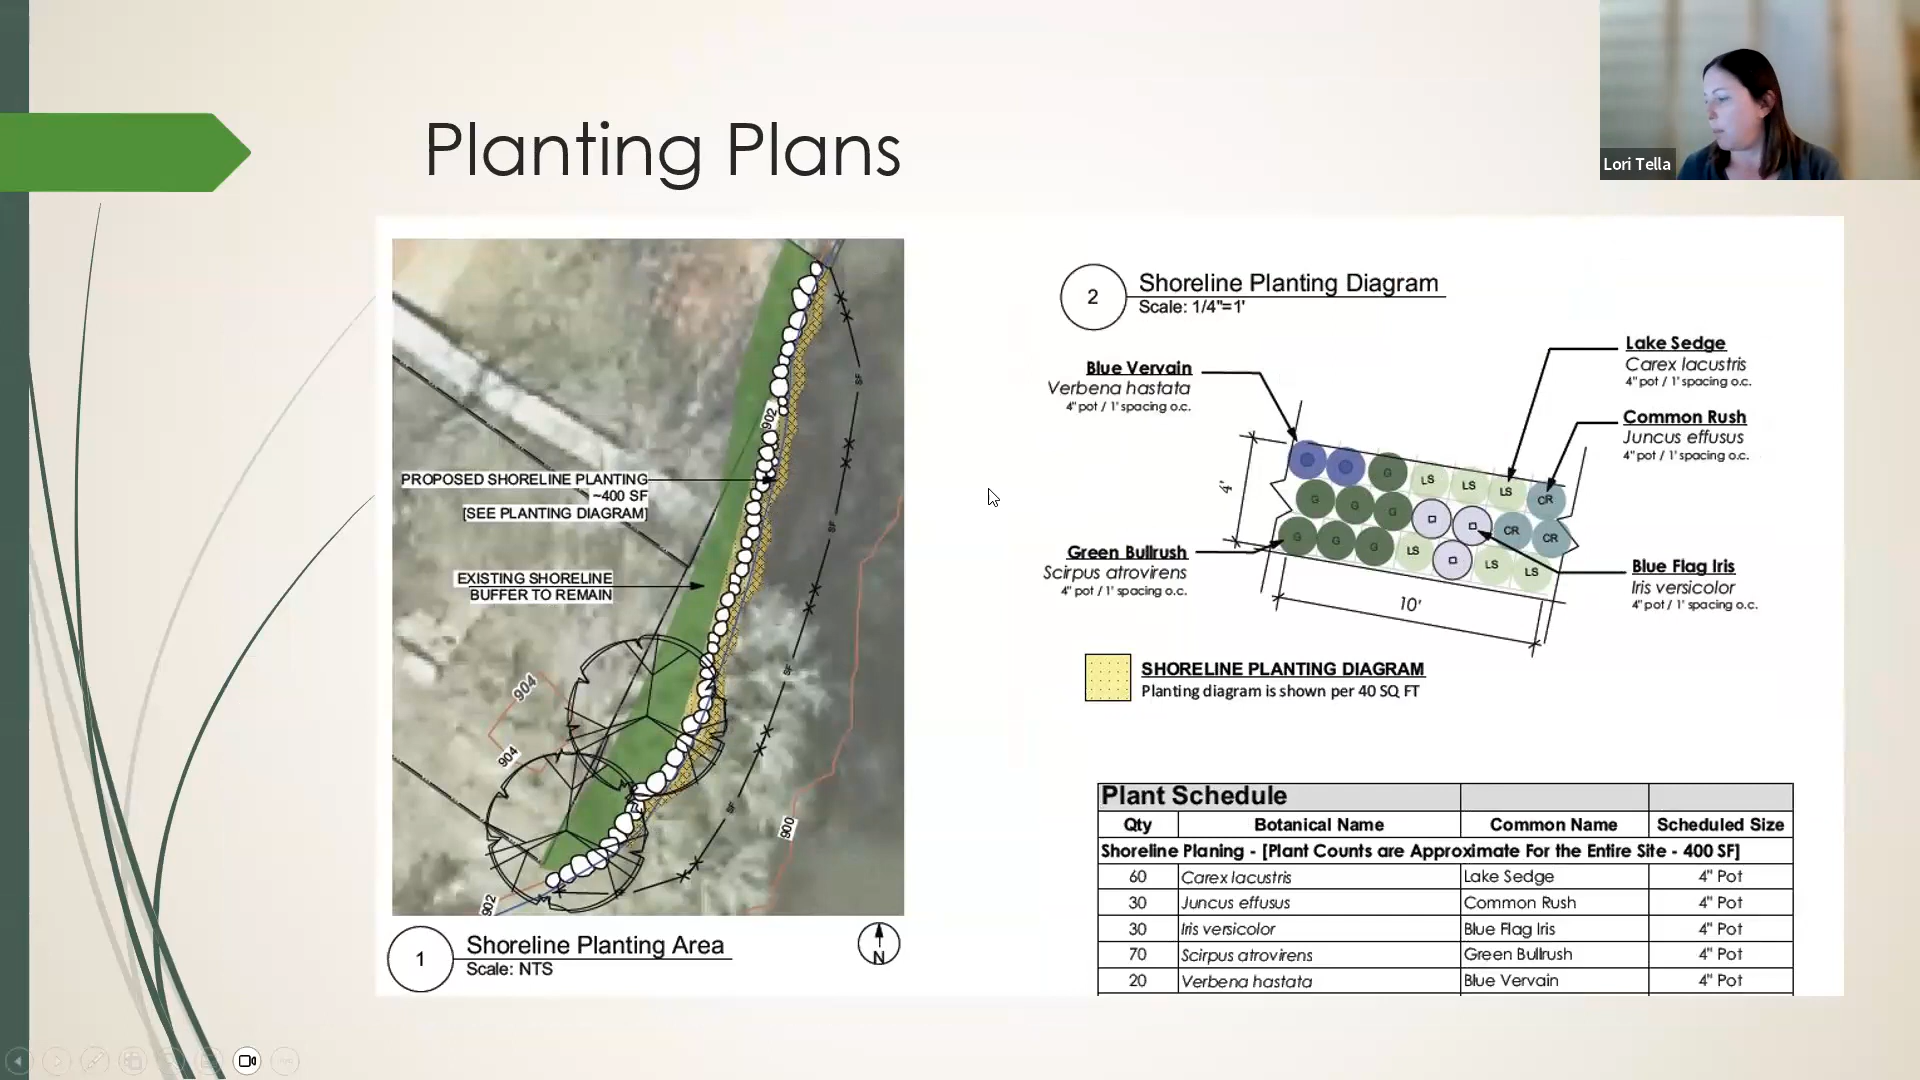 Planting Plans
Lori Tella
902
PROPOSED SHORELINE PLANTING
~400 SF
[SEE PLANTING DIAGRAM]
EXISTING SHORELINE
BUFFER TO REMAIN
SF
SF
SF
SF
904
904
900
902
1
Shoreline Planting Area
Scale: NTS
N
2
Shoreline Planting Diagram
Scale: 1/4"=1'
Blue Vervain
Verbena hastata
4" pot / 1' spacing o.c.
Lake Sedge
Carex lacustris
4" pot / 1' spacing o.c.
Common Rush
Juncus effusus
4" pot / 1' spacing o.c.
4'
G LS LS LS CR
G G G CR CR
G G G LS LS LS
10'
Green Bullrush
Scirpus atrovirens
4" pot / 1' spacing o.c.
Blue Flag Iris
Iris versicolor
4" pot / 1' spacing o.c.
SHORELINE PLANTING DIAGRAM
Planting diagram is shown per 40 SQ FT
Plant Schedule
Qty Botanical Name Common Name Scheduled Size
Shoreline Planing - [Plant Counts are Approximate For the Entire Site - 400 SF]
60 Carex lacustris Lake Sedge 4" Pot
30 Juncus effusus Common Rush 4" Pot
30 Iris versicolor Blue Flag Iris 4" Pot
70 Scirpus atrovirens Green Bullrush 4" Pot
20 Verbena hastata Blue Vervain 4" Pot